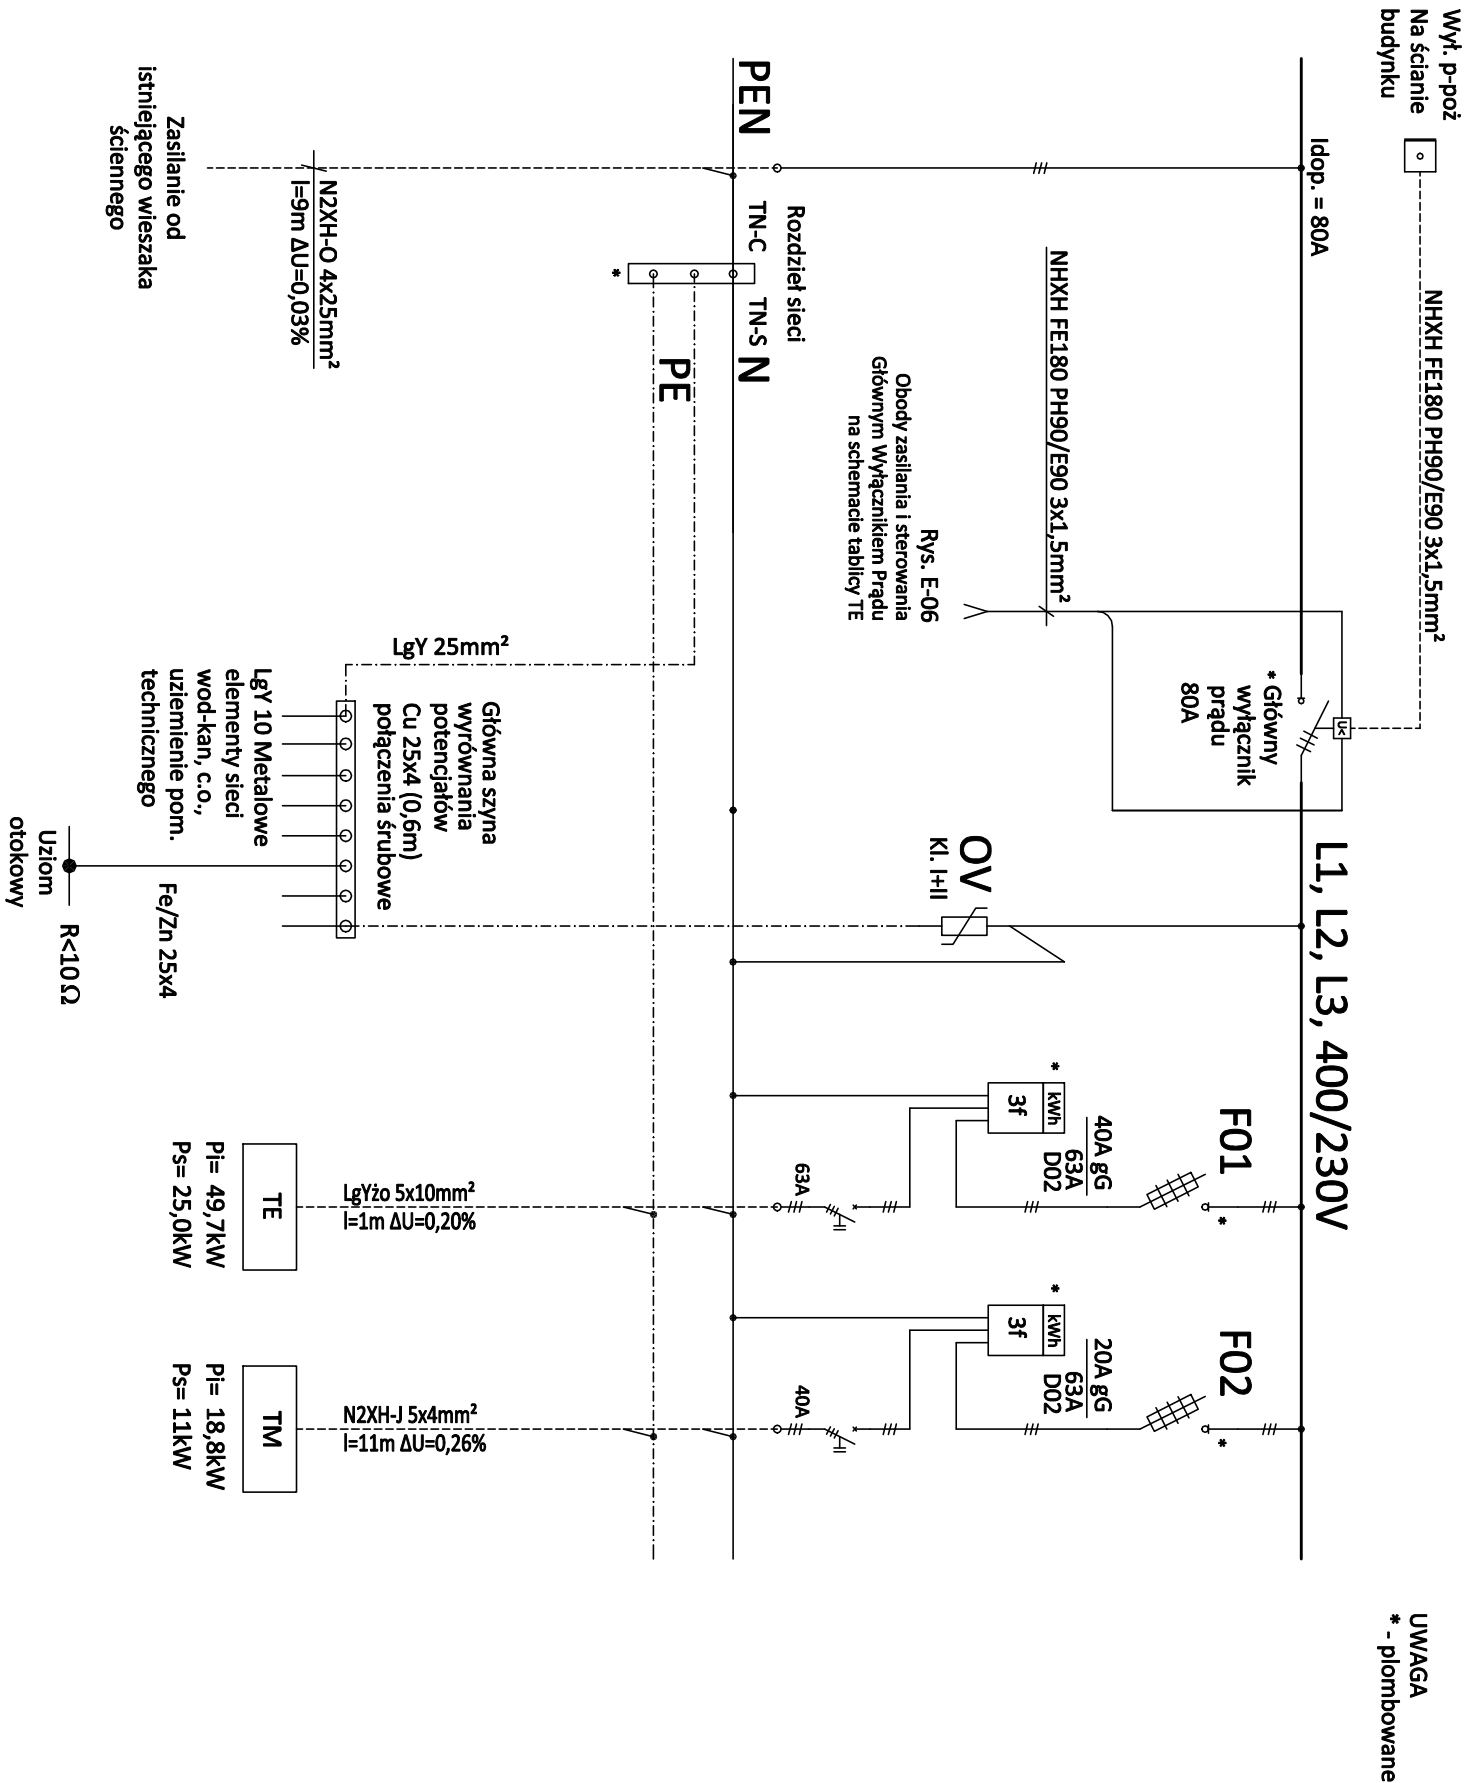 Wył. p-poż
Na ścianie
budynku
NHXH FE180 PH90/E90 3x1,5mm²
Idop. = 80A
L1, L2, L3, 400/230V
UWAGA
* - plombowane
Uk
* Główny
wyłącznik
prądu
80A
NHXH FE180 PH90/E90 3x1,5mm²
Rys. E-06
Obody zasilania i sterowania
Głównym Wyłącznikiem Prądu
na schemacie tablicy TE
OV
Kl. I+II
F01
*
40A gG
63A
D02
*
kWh
3f
63A
F02
*
20A gG
63A
D02
*
kWh
3f
40A
Rozdzieł sieci
TN-C
TN-S
PEN
N
*
PE
LgY 25mm²
Główna szyna
wyrównania
potencjałów
Cu 25x4 (0,6m)
połączenia śrubowe
N2XH-O 4x25mm²
l=9m ΔU=0,03%
Zasilanie od
istniejącego wieszaka
ściennego
LgY 10 Metalowe
elementy sieci
wod-kan, c.o.,
uziemienie pom.
technicznego
Fe/Zn 25x4
Uziom
otokowy
R<10Ω
LgYżo 5x10mm²
l=1m ΔU=0,20%
TE
Pi= 49,7kW
Ps= 25,0kW
N2XH-J 5x4mm²
l=11m ΔU=0,26%
TM
Pi= 18,8kW
Ps= 11kW